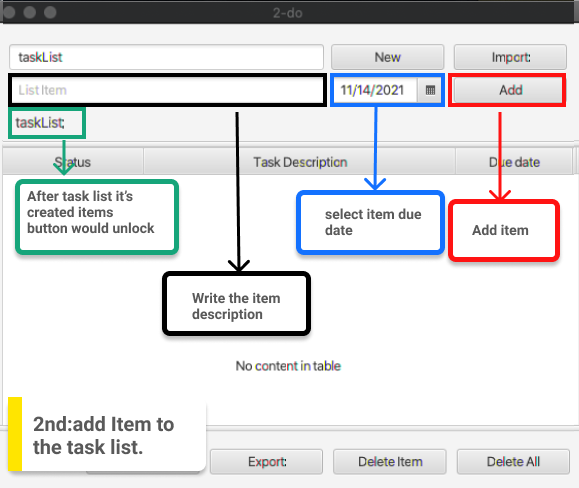 2-do
taskList New Import:
List Item 11/14/2021 Add
taskList;
Status Task Description Due date
After task list it's
created items
button would unlock
select item due
date
Add item
Write the item
description
No content in table
2nd:add Item to
the task list.
Export: Delete Item Delete All